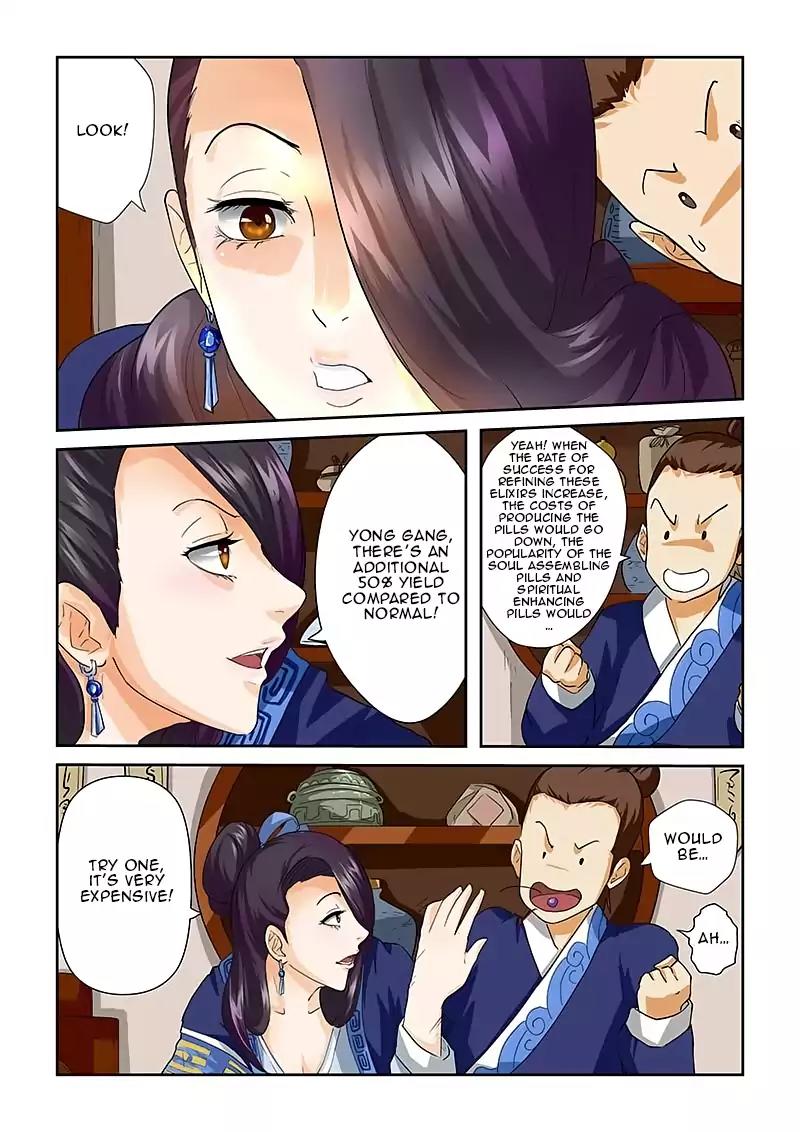 LOOK!
YONG GANG,
THERE'S AN
ADDITIONAL
50% YIELD
COMPARED TO
NORMAL!
YEAH! WHEN
THE RATE OF
SUCCESS FOR
REFINING THESE
ELIXIRS INCREASE,
THE COSTS OF
PRODUCING THE
PILLS WOULD GO
DOWN, THE
POPULARITY OF THE
SOUL ASSEMBLING
PILLS AND
SPIRITUAL
ENHANCING
PILLS WOULD
...
TRY ONE,
IT'S VERY
EXPENSIVE!
WOULD
BE...
AH...